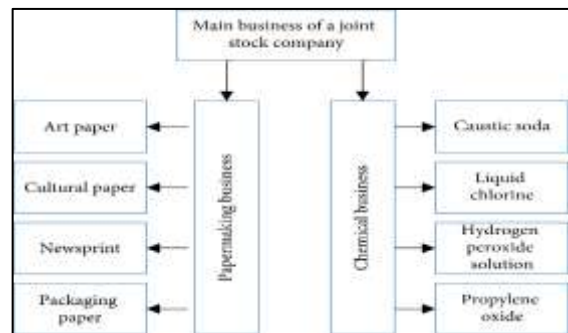 Main business of a joint
stock company
Art paper
Cultural paper
Newsprint
Packaging
paper
Papermaking business
Chemical business
Caustic soda
Liquid
chlorine
Hydrogen
peroxide solution
Propylene
oxide